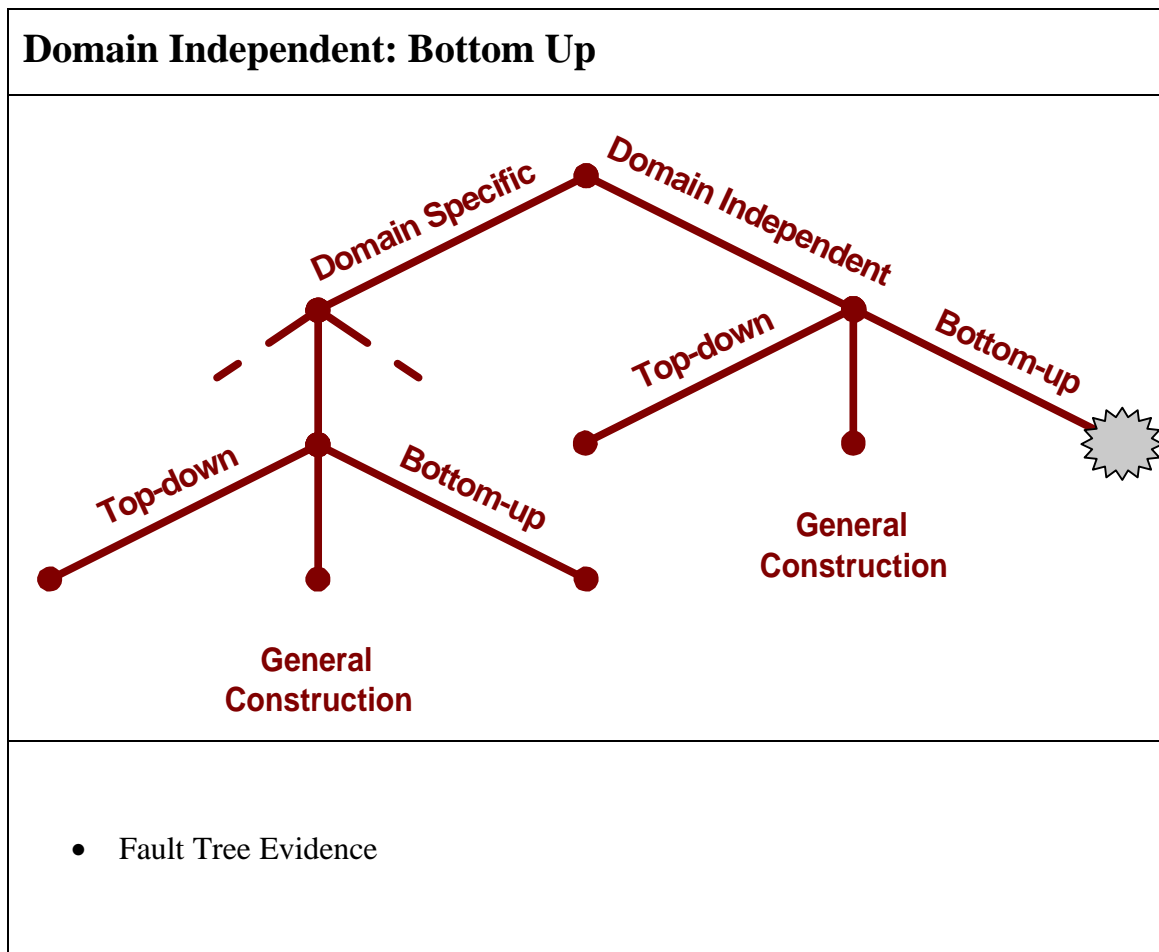 Domain Independent: Bottom Up
Domain Specific
Domain Independent
Top-down
Bottom-up
Top-down
Bottom-up
General
Construction
General
Construction
• Fault Tree Evidence